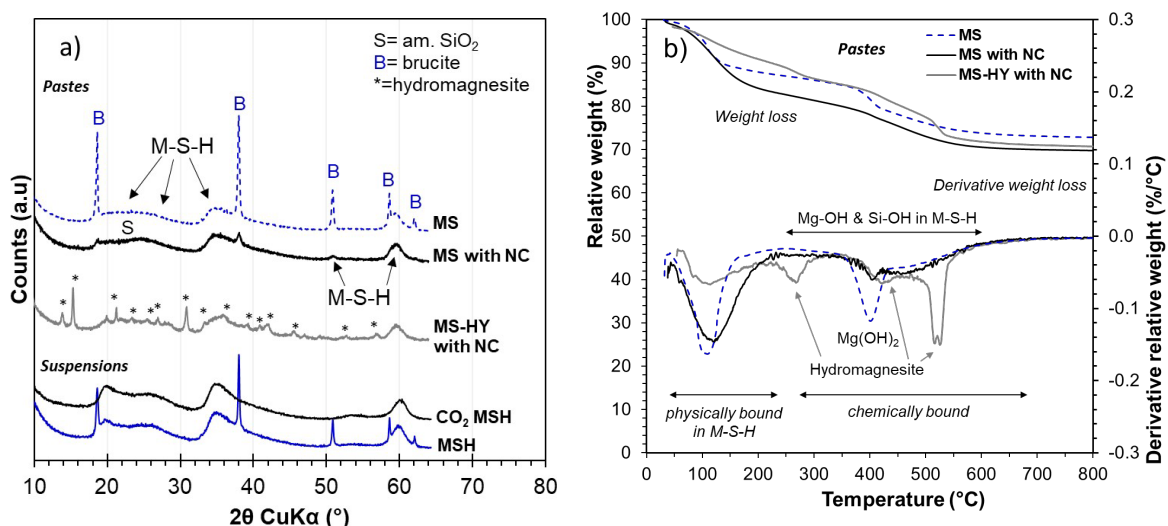 a)
S= am. SiO₂
B= brucite
*=hydromagnesite
Pastes
B
B
M-S-H
B
B
B
MS
S
MS with NC
M-S-H
* * * * * * * * * * * * * * *
MS-HY
with NC
Suspensions
CO₂ MSH
MSH
Counts (a.u)
10 20 30 40 50 60 70 80
2θ CuKα (°)
b)
Pastes
MS
MS with NC
MS-HY with NC
Weight loss
Derivative weight loss
Mg-OH & Si-OH in M-S-H
Mg(OH)₂
Hydromagnesite
physically bound
in M-S-H
chemically bound
Relative weight (%)
100
90
80
70
60
50
40
30
20
10
0
0 100 200 300 400 500 600 700 800
Temperature (°C)
0.3
0.2
0.1
0.0
-0.1
-0.2
-0.3
Derivative relative weight (%/°C)